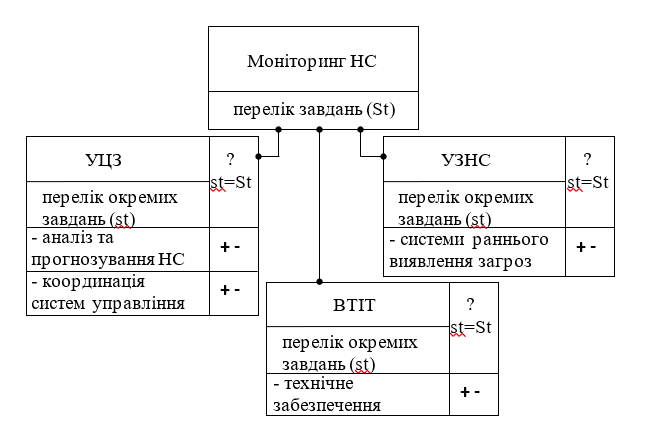 Моніторинг НС
перелік завдань (St)
УЦЗ
?
st=St
перелік окремих
завдань (st)
- аналіз та
прогнозування НС
+ -
- координація
систем управління
+ -
УЗНС
?
st=St
перелік окремих
завдань (st)
- системи раннього
виявлення загроз
+ -
ВТІТ
?
st=St
перелік окремих
завдань (st)
- технічне
забезпечення
+ -